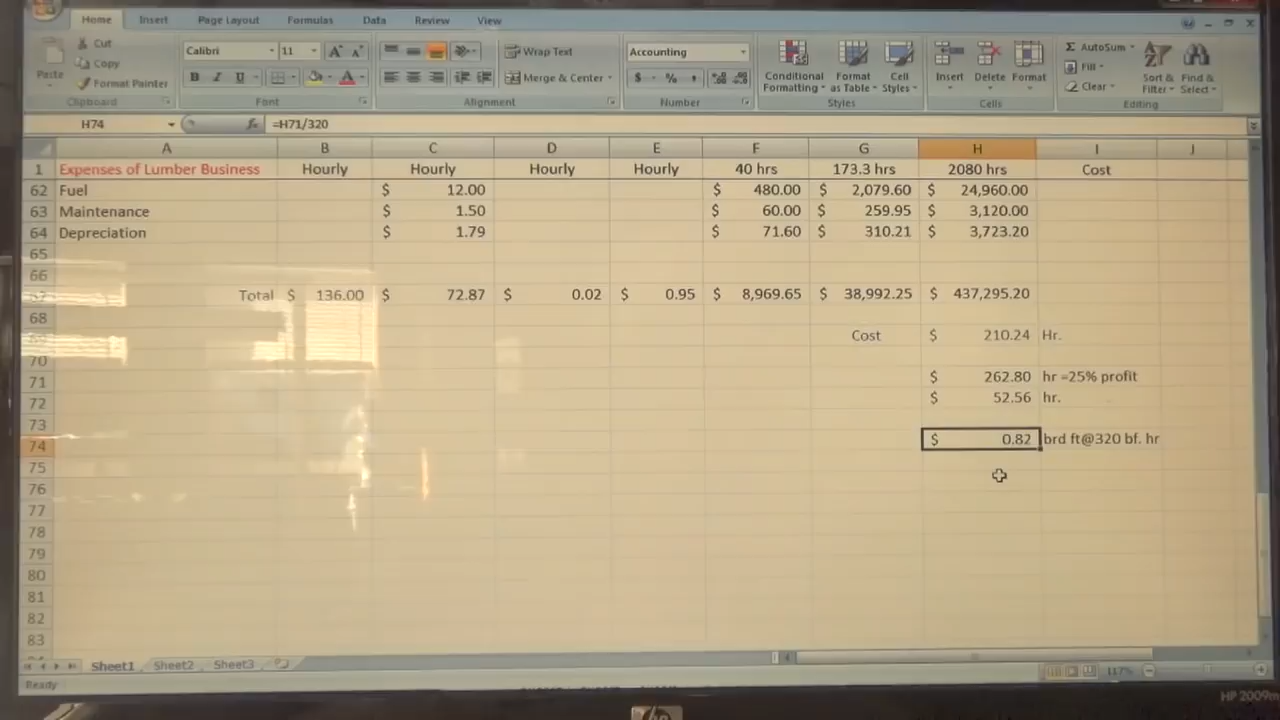 Home Insert Page Layout Formulas Data Review View
Cut
Copy
Paste
Format Painter
Clipboard
Calibri 11 A A
B I U A
Font
Wrap Text
Merge & Center
Alignment
Accounting
$ % ,
Number
Conditional Formatting
Format as Table
Cell Styles
Styles
Insert Delete Format
Cells
AutoSum
Fill
Clear
Sort & Filter
Find & Select
Editing
H74 fx =H71/320
A B C D E F G H I J
1 Expenses of Lumber Business Hourly Hourly Hourly Hourly 40 hrs 173.3 hrs 2080 hrs Cost
62 Fuel $ 12.00 $ 480.00 $ 2,079.60 $ 24,960.00
63 Maintenance $ 1.50 $ 60.00 $ 259.95 $ 3,120.00
64 Depreciation $ 1.79 $ 71.60 $ 310.21 $ 3,723.20
65
66
67 Total $ 136.00 $ 72.87 $ 0.02 $ 0.95 $ 8,969.65 $ 38,992.25 $ 437,295.20
68
69 Cost $ 210.24 Hr.
70
71 $ 262.80 hr =25% profit
72 $ 52.56 hr.
73
74 $ 0.82 brd ft@320 bf. hr
75
76
77
78
79
80
81
82
83
Sheet1 Sheet2 Sheet3
Ready 117%
HP 2009m
hp